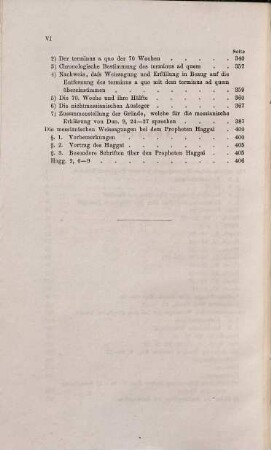 VI
Seite
2) Der terminus a quo der 70 Wochen . . . . . 340
3) Chronologische Bestimmung des terminus ad quem . . 357
4) Nachweis, daß Weissagung und Erfüllung in Bezug auf die
Entfernung des terminus a quo mit dem terminus ad quem
übereinstimmen . . . . . . . . 359
5) Die 70. Woche und ihre Hälfte . . . . . . 360
6) Die nichtmessianischen Ausleger . . . . . . 367
7) Zusammenstellung der Gründe, welche für die messianische
Erklärung von Dan. 9, 24—27 sprechen . . . . 387
Die messianischen Weissagungen bei dem Propheten Haggai . . 400
§. 1. Vorbemerkungen . . . . . . . . 400
§. 2. Vortrag des Haggai . . . . . . . 405
§. 3. Besondere Schriften über den Propheten Haggai . . 405
Hagg. 2, 6—9 . . . . . . . . . 406